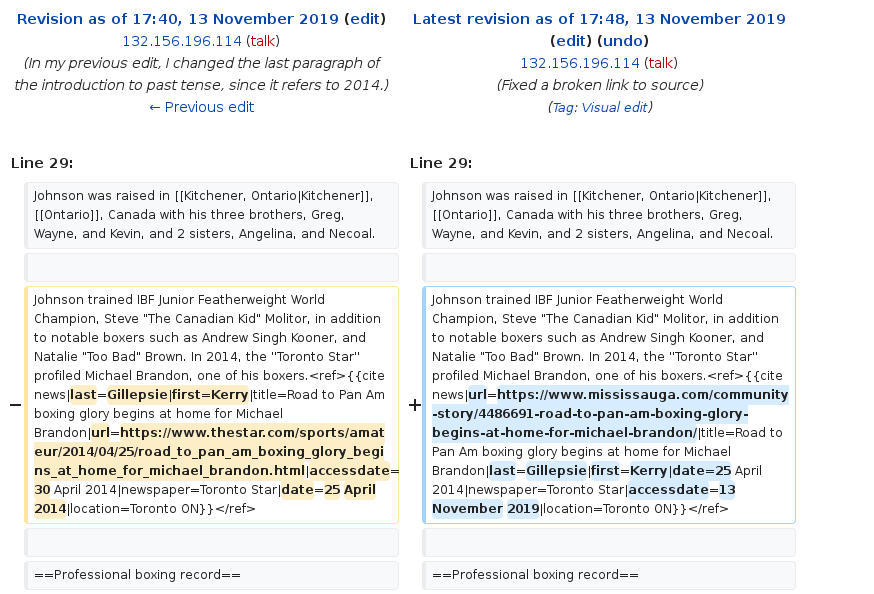 Revision as of 17:40, 13 November 2019 (edit)
132.156.196.114 (talk)
(In my previous edit, I changed the last paragraph of
the introduction to past tense, since it refers to 2014.)
← Previous edit
Latest revision as of 17:48, 13 November 2019
(edit) (undo)
132.156.196.114 (talk)
(Fixed a broken link to source)
(Tag: Visual edit)
Line 29:
Line 29:
Johnson was raised in [[Kitchener, Ontario|Kitchener]],
[[Ontario]], Canada with his three brothers, Greg,
Wayne, and Kevin, and 2 sisters, Angelina, and Necoal.
Johnson was raised in [[Kitchener, Ontario|Kitchener]],
[[Ontario]], Canada with his three brothers, Greg,
Wayne, and Kevin, and 2 sisters, Angelina, and Necoal.
−
Johnson trained IBF Junior Featherweight World
Champion, Steve "The Canadian Kid" Molitor, in addition
to notable boxers such as Andrew Singh Kooner, and
Natalie "Too Bad" Brown. In 2014, the ''Toronto Star''
profiled Michael Brandon, one of his boxers.<ref>{{cite
news|last=Gillepsie|first=Kerry|title=Road to Pan Am
boxing glory begins at home for Michael
Brandon|url=https://www.thestar.com/sports/amat
eur/2014/04/25/road_to_pan_am_boxing_glory_begi
ns_at_home_for_michael_brandon.html|accessdate=
30 April 2014|newspaper=Toronto Star|date=25 April
2014|location=Toronto ON}}</ref>
+
Johnson trained IBF Junior Featherweight World
Champion, Steve "The Canadian Kid" Molitor, in addition
to notable boxers such as Andrew Singh Kooner, and
Natalie "Too Bad" Brown. In 2014, the ''Toronto Star''
profiled Michael Brandon, one of his boxers.<ref>{{cite
news|url=https://www.mississauga.com/community
-story/4486691-road-to-pan-am-boxing-glory-
begins-at-home-for-michael-brandon/|title=Road to
Pan Am boxing glory begins at home for Michael
Brandon|last=Gillepsie|first=Kerry|date=25 April
2014|newspaper=Toronto Star|accessdate=13
November 2019|location=Toronto ON}}</ref>
==Professional boxing record==
==Professional boxing record==